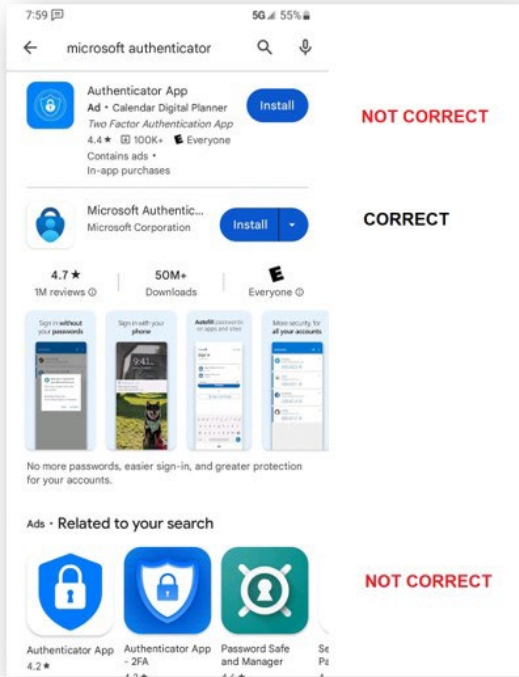 7:59 5G 55%
microsoft authenticator
Authenticator App
Ad • Calendar Digital Planner
Install
NOT CORRECT
Two Factor Authentication App
4.4★ 100K+ E Everyone
Contains ads •
In-app purchases
Microsoft Authentic...
Microsoft Corporation
Install
CORRECT
4.7★ 50M+ E
1M reviews Downloads Everyone
Sign in without
your passwords
Sign in with your
phone
9:41
Autofill passwords
on apps and sites
More security for
all your accounts
No more passwords, easier sign-in, and greater protection
for your accounts.
Ads • Related to your search
NOT CORRECT
Authenticator App
4.2★
Authenticator App
- 2FA
Password Safe
and Manager
Se
Pa